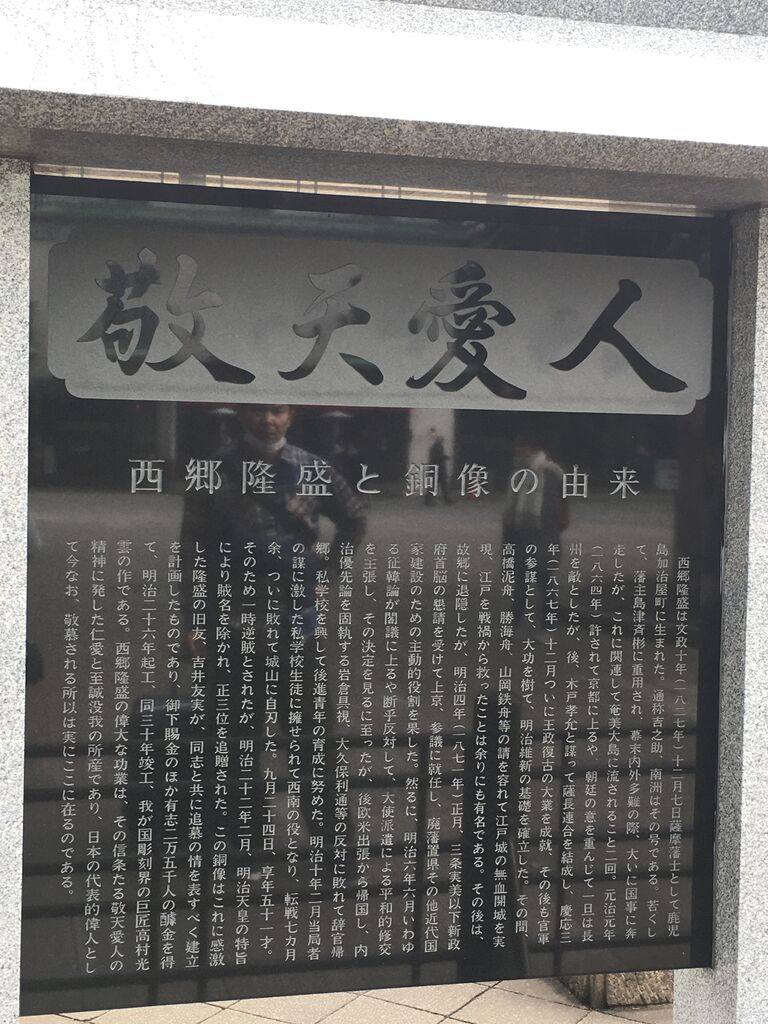 敬天愛人
西郷隆盛と銅像の由来
西郷隆盛は文政十年(一八二七年)十二月七日薩摩藩士として鹿児
島加治屋町に生まれた。通称吉之助、南洲はその号である。若くし
て、藩主島津斉彬に重用され、幕末内外多難の際、大いに国事に奔
走したが、これに関連して奄美大島に流されること二回。元治元年
(一八六四年)許されて京都に上るや、朝廷の意を重んじて一旦は長
州を敵としたが、後、木戸孝允と謀って薩長連合を結成し、慶応三
年(一八六七年)十二月ついに王政復古の大業を成就、その後も官軍
の参謀として、大功を樹て、明治維新の基礎を確立した。その間、
高橋泥舟、勝海舟、山岡鉄舟等の請を容れて江戸城の無血開城を実
現、江戸を戦禍から救ったことは余りにも有名である。その後は、
故郷に退隠したが、明治四年(一八七一年)正月、三条実美以下新政
府首脳の懇請を受けて上京、参議に就任し、廃藩置県その他近代国
家建設のための主動的役割を果した。然るに、明治六年六月いわゆ
る征韓論が閣議に上るや断乎反対して、大使派遣による平和的修交
を主張し、その決定を見るに至ったが、後欧米出張から帰国し、内
治優先論を固執する岩倉具視、大久保利通等の反対に敗れて辞官帰
郷。私学校を興して後進青年の育成に努めた。明治十年二月当局者
の謀に激した私学校生徒に擁せられて西南の役となり、転戦七カ月
余、ついに敗れて城山に自刃した。九月二十四日、享年五十一才。
そのため一時逆賊とされたが、明治二十二年二月、明治天皇の特旨
により賊名を除かれ、正三位を追贈された。この銅像はこれに感激
した隆盛の旧友、吉井友実が、同志と共に追慕の情を表すべく建立
を計画したものであり、御下賜金のほか有志二万五千人の醵金を得
て、明治二十六年起工、同三十年竣工、我が国彫刻界の巨匠高村光
雲の作である。西郷隆盛の偉大な功業は、その信条たる敬天愛人の
精神に発した仁愛と至誠没我の所産であり、日本の代表的偉人とし
て今なお、敬慕される所以は実にここに在るのである。